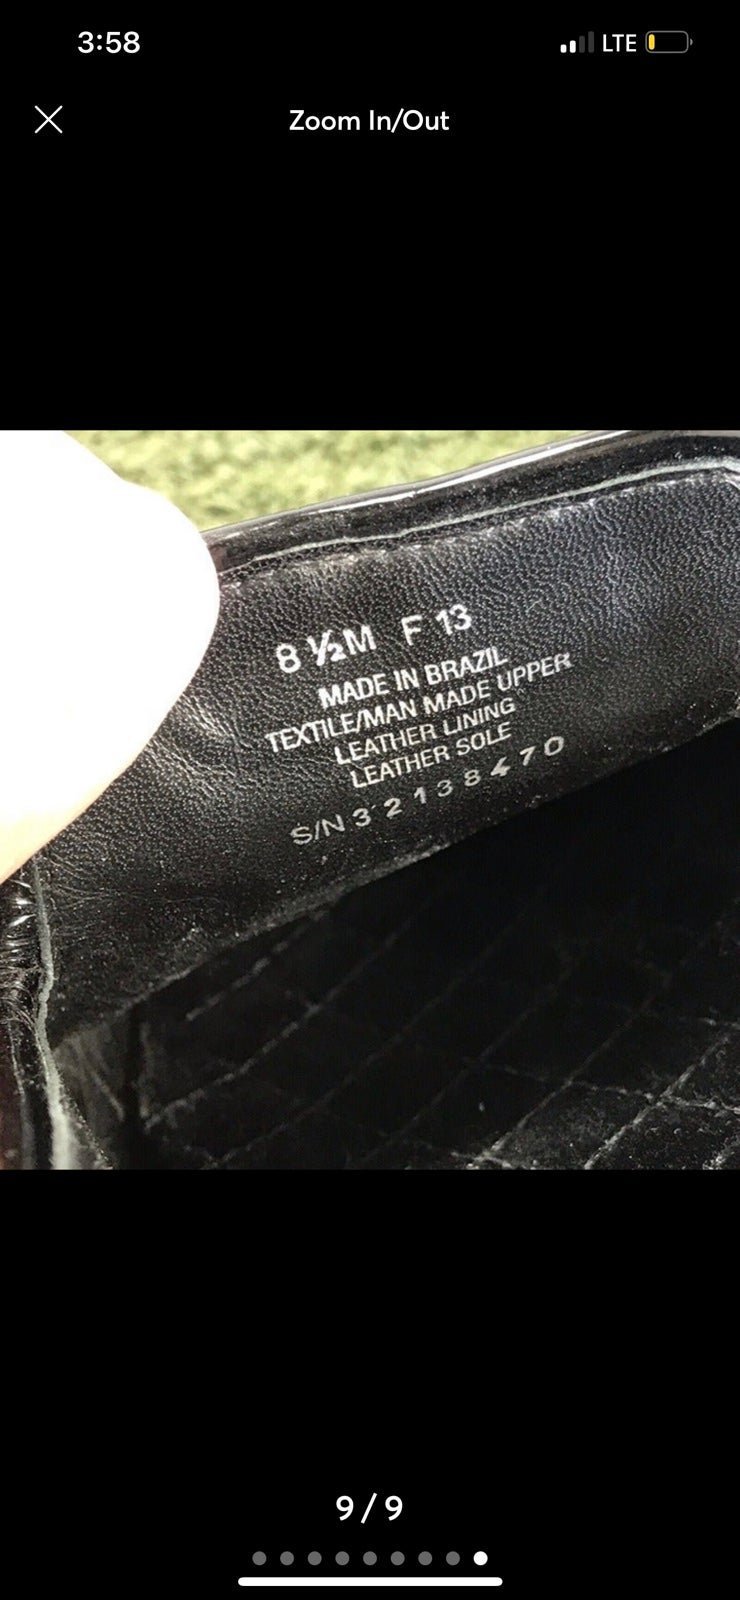 3:58 LTE
Zoom In/Out
8 ½M F 13
MADE IN BRAZIL
TEXTILE/MAN MADE UPPER
LEATHER LINING
LEATHER SOLE
S/N 32138470
9/9